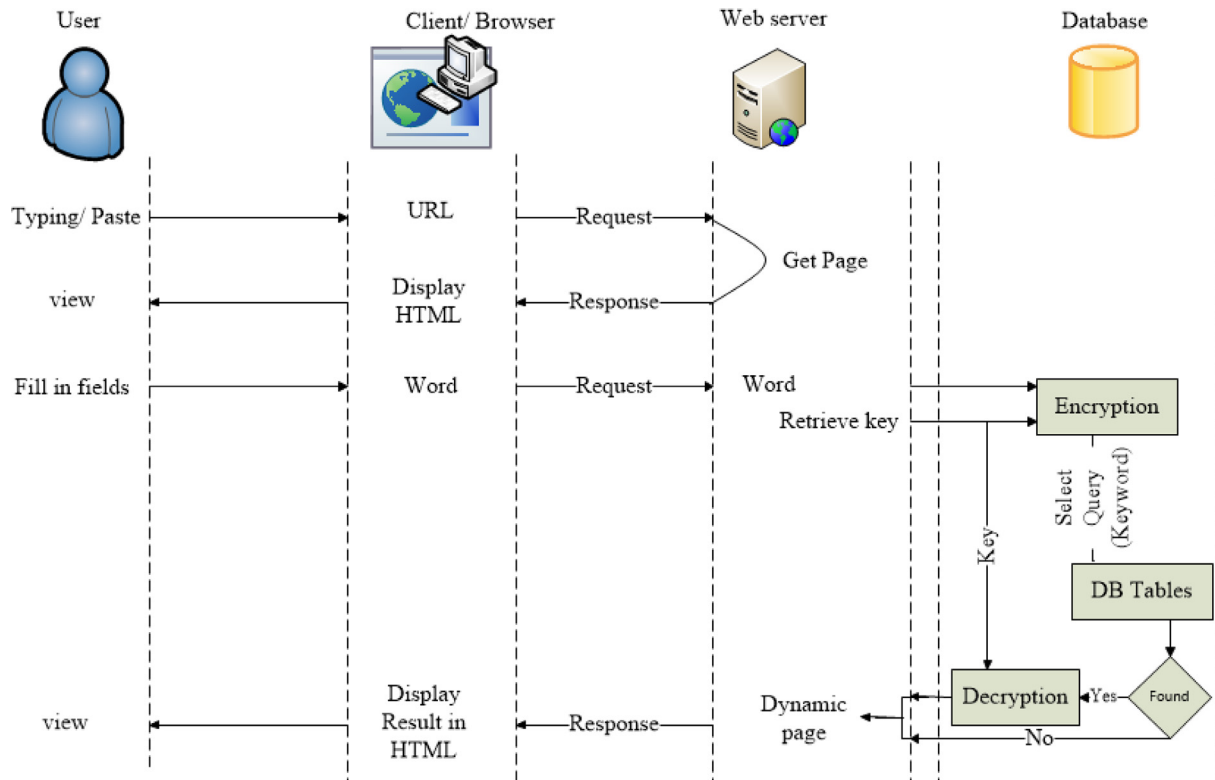 User
Client/ Browser
Web server
Database
Typing/ Paste
URL
Request
Get Page
view
Display
HTML
Response
Fill in fields
Word
Request
Word
Encryption
Retrieve key
Select
Query
(Keyword)
Key
DB Tables
view
Display
Result in
HTML
Response
Dynamic
page
Decryption
Yes
Found
No